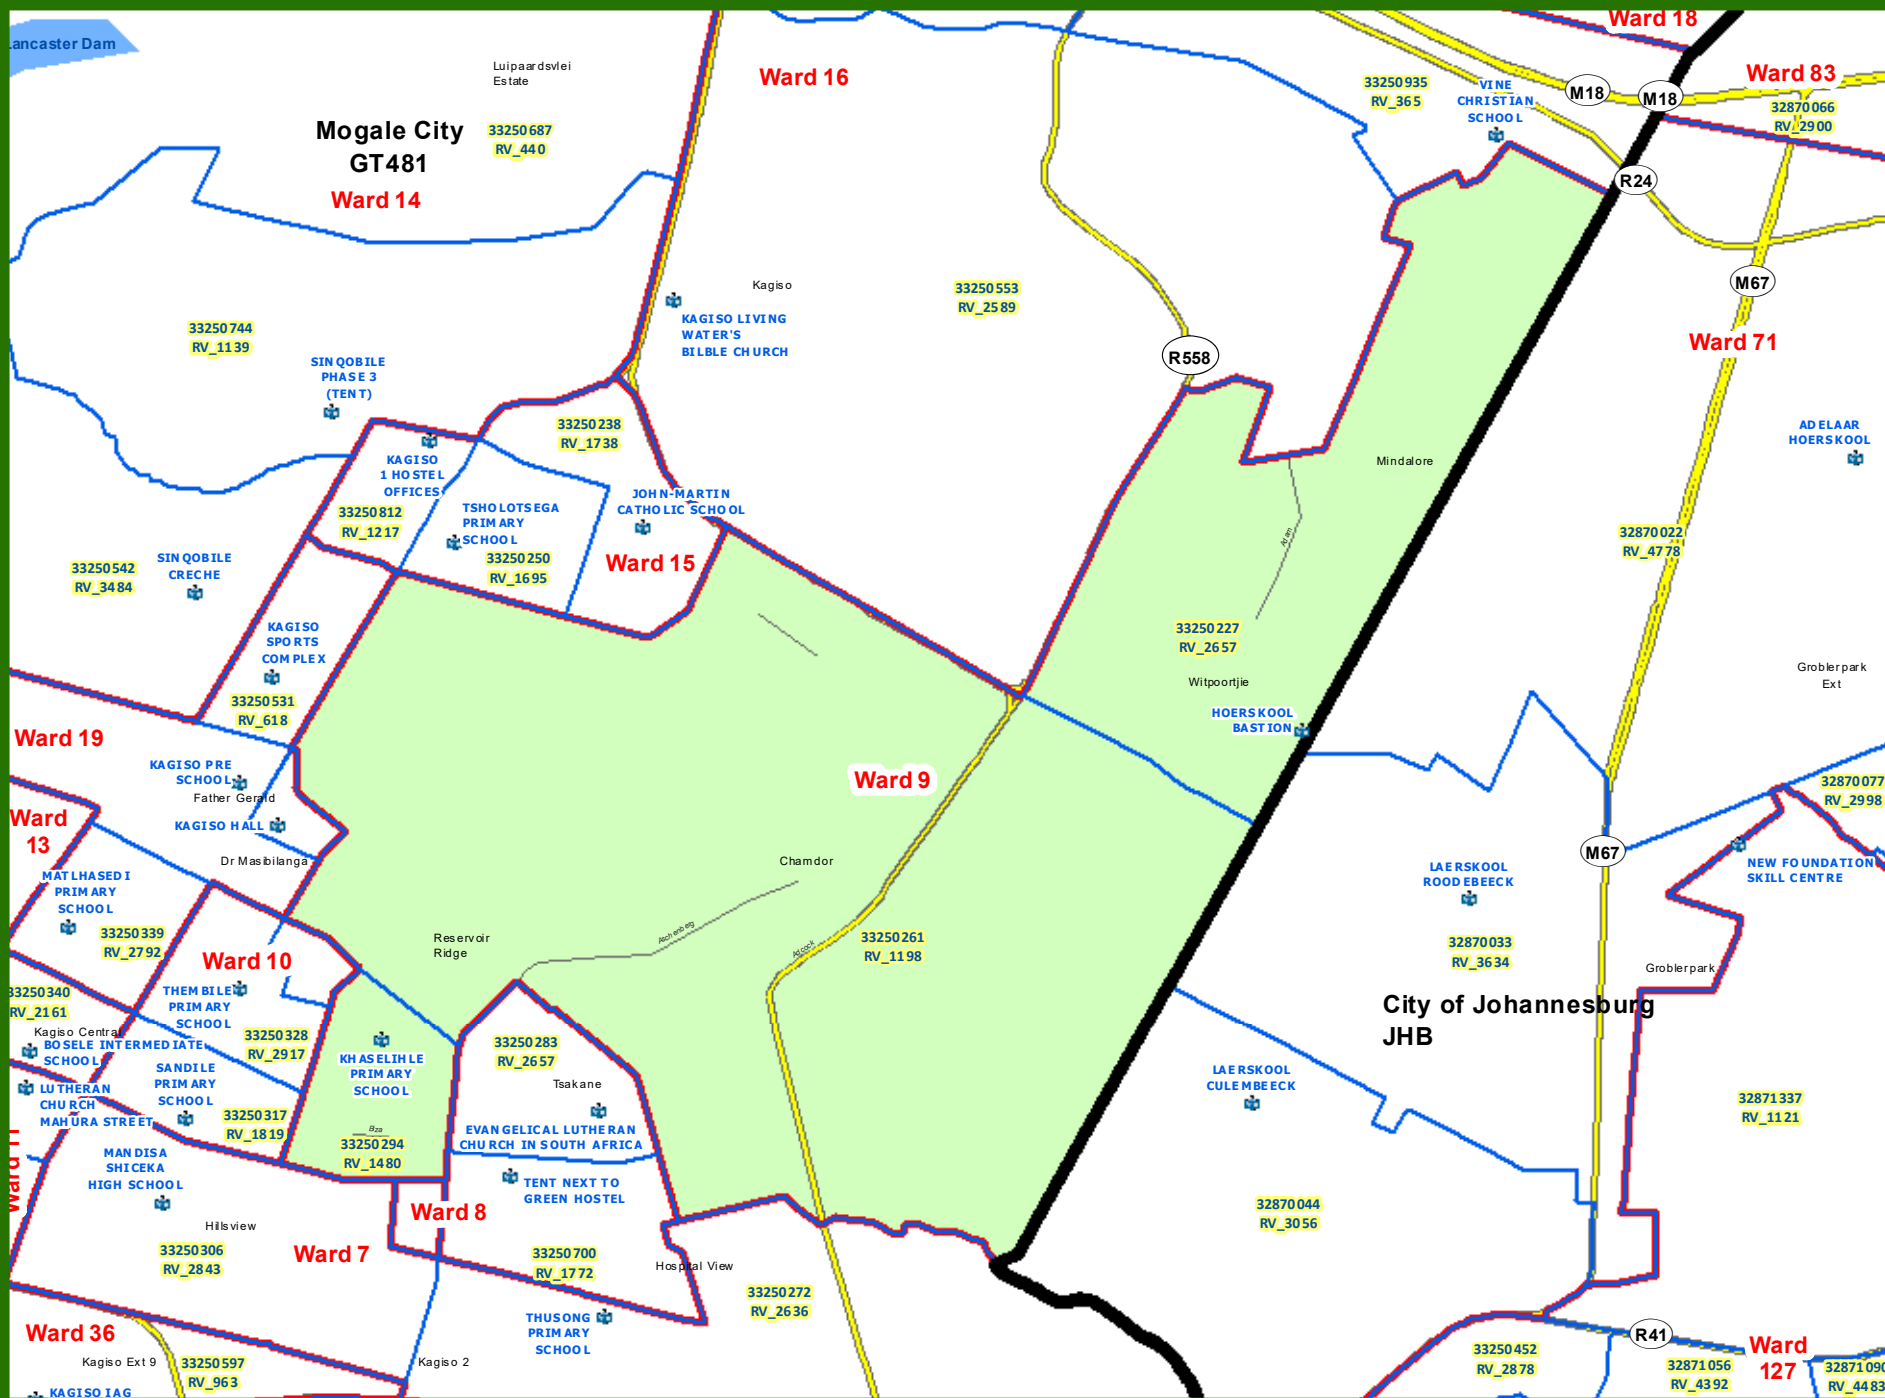 Ward 18
Lancaster Dam
Luipaardsvlei
Estate
Ward 16
33250935
RV_365
VINE
CHRISTIAN
SCHOOL
M18
M18
Ward 83
32870066
RV_2900
Mogale City
GT481
33250687
RV_440
Ward 14
R24
M67
Kagiso
33250553
RV_2589
KAGISO LIVING
WATER'S
BILBLE CHURCH
33250744
RV_1139
SINQOBILE
PHASE 3
(TENT)
R558
Ward 71
33250238
RV_1738
ADELAAR
HOERSKOOL
KAGISO
1 HOSTEL
OFFICES
Mindalore
33250812
RV_1217
TSHOLOTSEGA
PRIMARY
SCHOOL
JOHN-MARTIN
CATHOLIC SCHOOL
33250250
RV_1695
Ward 15
Adam
32870022
RV_4778
33250542
RV_3484
SINQOBILE
CRECHE
KAGISO
SPORTS
COMPLEX
33250227
RV_2657
Witpoortjie
HOERSKOOL
BASTION
Groblerpark
Ext
33250531
RV_618
Ward 19
KAGISO PRE
SCHOOL
Father Gerald
KAGISO HALL
Ward 9
32870077
RV_2998
Ward
13
Dr Masibilanga
Chamdor
M67
LAERSKOOL
ROODEBEECK
NEW FOUNDATION
SKILL CENTRE
MATLHASEDI
PRIMARY
SCHOOL
33250339
RV_2792
Ward 10
Reservoir
Ridge
Aschenberg
Adcock
33250261
RV_1198
32870033
RV_3634
Groblerpark
City of Johannesburg
JHB
33250340
RV_2161
THEMBILE
PRIMARY
SCHOOL
Kagiso Central
BOSELE INTERMEDIATE
SCHOOL
33250328
RV_2917
KHASELIHLE
PRIMARY
SCHOOL
33250283
RV_2657
Tsakane
SANDILE
PRIMARY
SCHOOL
LUTHERAN
CHURCH
MAHURA STREET
33250317
RV_1819
Bza
33250294
RV_1480
EVANGELICAL LUTHERAN
CHURCH IN SOUTH AFRICA
LAERSKOOL
CULEMBEECK
32871337
RV_1121
Ward 11
MANDISA
SHICEKA
HIGH SCHOOL
TENT NEXT TO
GREEN HOSTEL
Ward 8
32870044
RV_3056
Hillsview
33250306
RV_2843
Ward 7
33250700
RV_1772
Hospital View
33250272
RV_2636
THUSONG
PRIMARY
SCHOOL
Ward 36
Kagiso Ext 9
33250597
RV_963
Kagiso 2
KAGISO IAG
R41
33250452
RV_2878
32871056
RV_4392
Ward
127
32871090
RV_4483